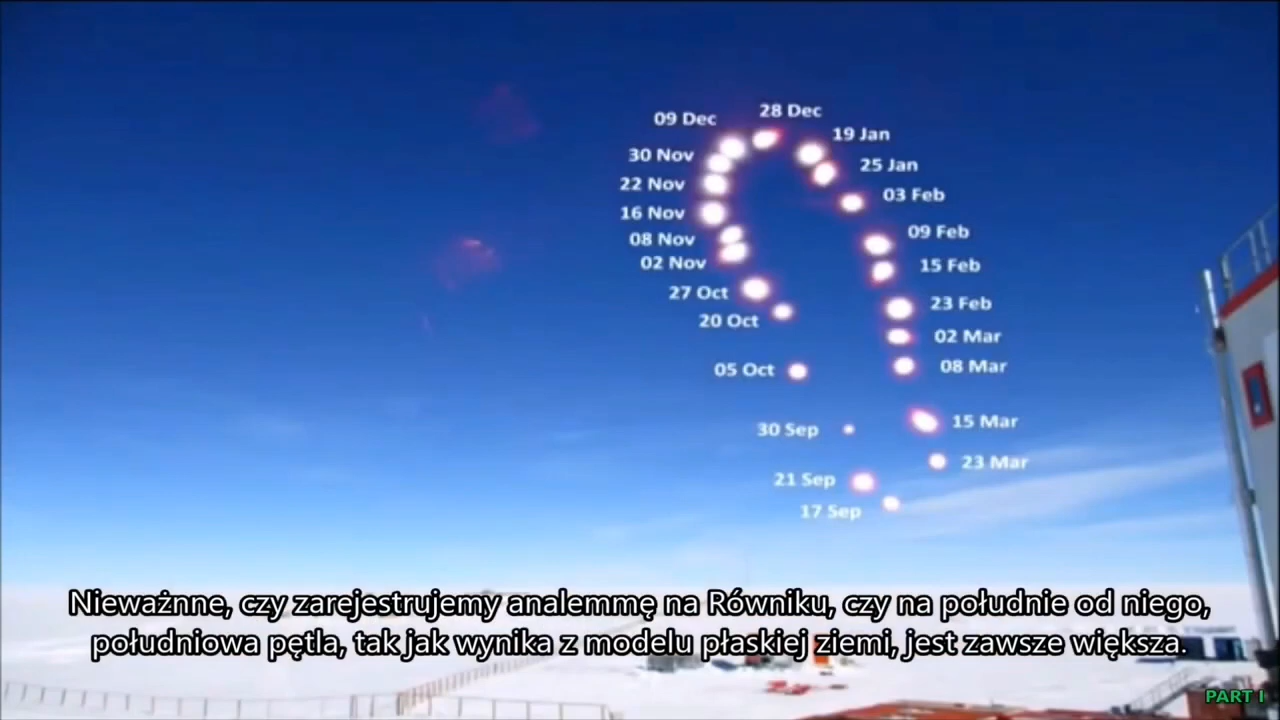 28 Dec
09 Dec
19 Jan
30 Nov
25 Jan
22 Nov
03 Feb
16 Nov
09 Feb
08 Nov
02 Nov
15 Feb
27 Oct
23 Feb
20 Oct
02 Mar
08 Mar
05 Oct
15 Mar
30 Sep
23 Mar
21 Sep
17 Sep
Nieważnne, czy zarejestrujemy analemmę na Równiku, czy na południe od niego,
południowa pętla, tak jak wynika z modelu płaskiej ziemi, jest zawsze większa.
PART I